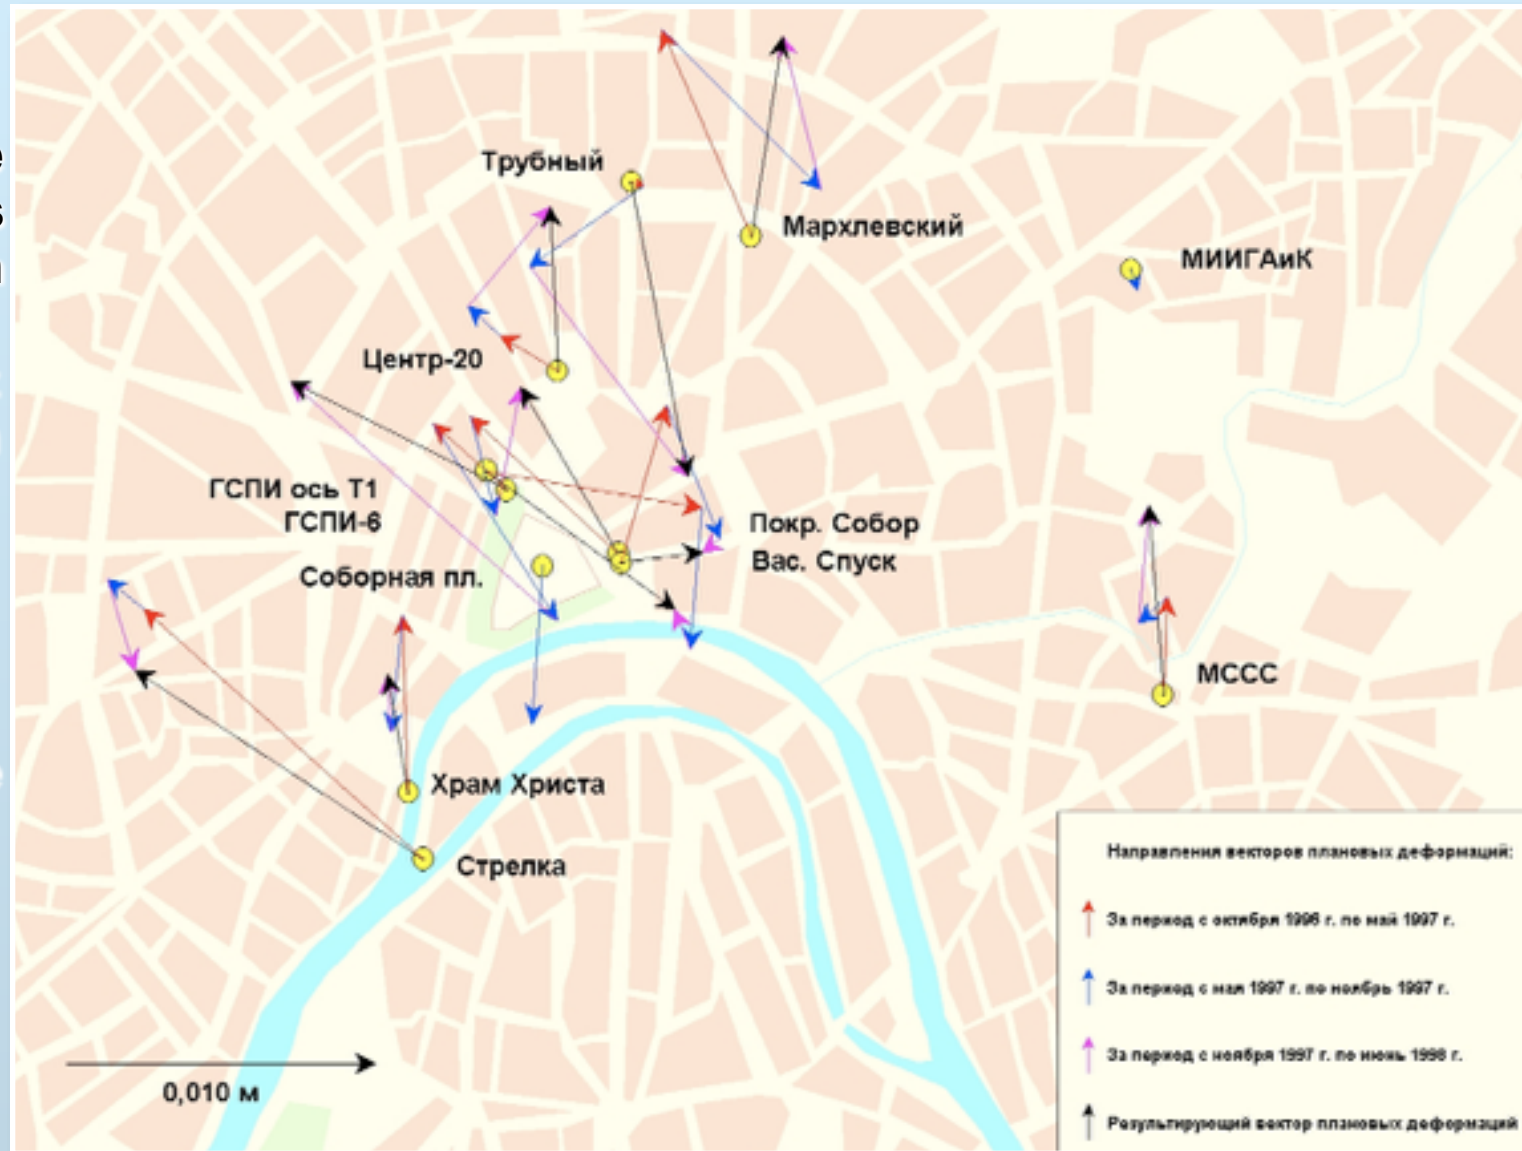 Трубный
Мархлевский
МИИГАиК
Центр-20
ГСПИ ось Т1
ГСПИ-6
Покр. Собор
Вас. Спуск
Соборная пл.
МССС
Храм Христа
Стрелка
0,010 м
Направления векторов плановых деформаций:
За период с октября 1996 г. по май 1997 г.
За период с мая 1997 г. по ноябрь 1997 г.
За период с ноября 1997 г. по июнь 1998 г.
Результирующий вектор плановых деформаций